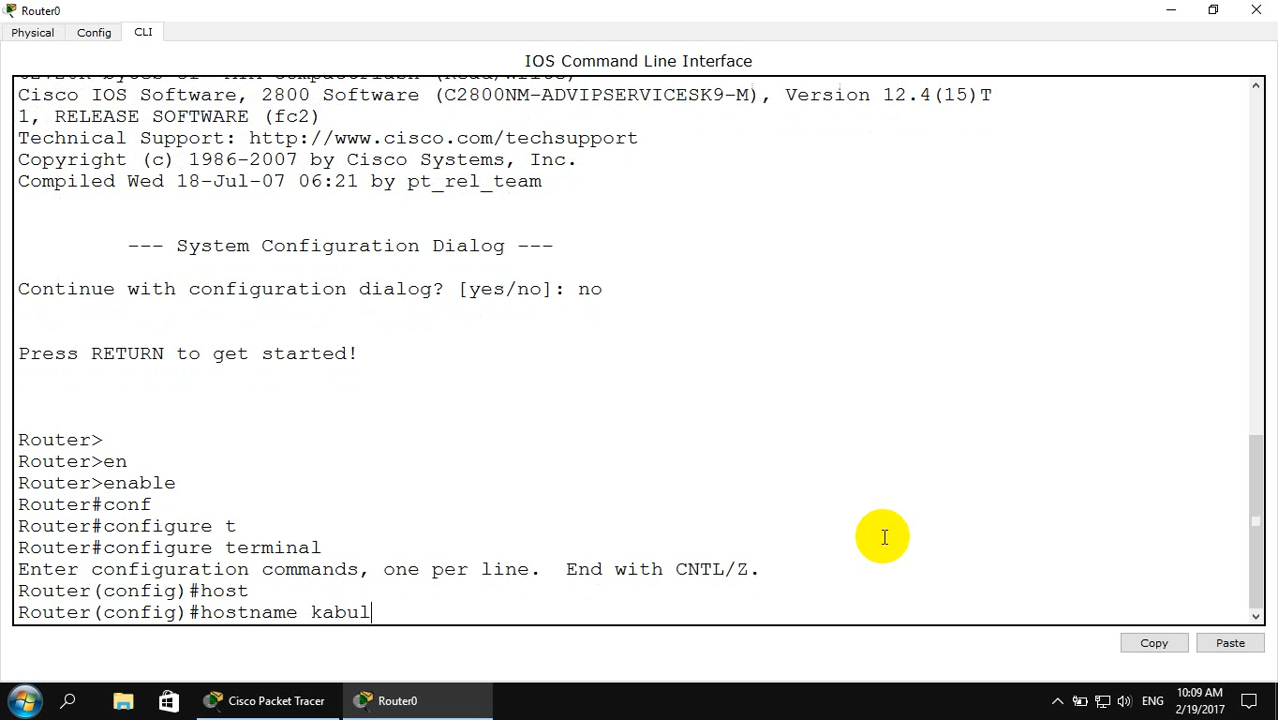 Router0
Physical
Config
CLI
IOS Command Line Interface
Cisco IOS Software, 2800 Software (C2800NM-ADVIPSERVICESK9-M), Version 12.4(15)T
1, RELEASE SOFTWARE (fc2)
Technical Support: http://www.cisco.com/techsupport
Copyright (c) 1986-2007 by Cisco Systems, Inc.
Compiled Wed 18-Jul-07 06:21 by pt_rel_team
--- System Configuration Dialog ---
Continue with configuration dialog? [yes/no]: no
Press RETURN to get started!
Router>
Router>en
Router>enable
Router#conf
Router#configure t
Router#configure terminal
Enter configuration commands, one per line.  End with CNTL/Z.
Router(config)#host
Router(config)#hostname kabul
Copy
Paste
Cisco Packet Tracer
Router0
ENG
10:09 AM
2/19/2017